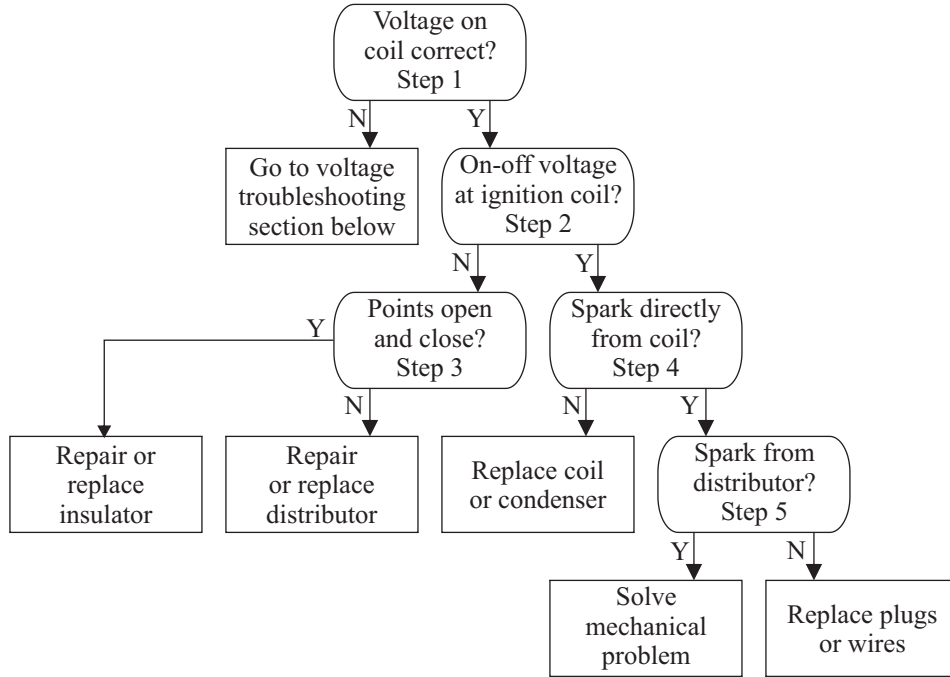 Voltage on
coil correct?
Step 1
N
Y
Go to voltage
troubleshooting
section below
On-off voltage
at ignition coil?
Step 2
N
Y
Points open
and close?
Step 3
Spark directly
from coil?
Step 4
Y
N
N
Y
Repair or
replace
insulator
Repair
or replace
distributor
Replace coil
or condenser
Spark from
distributor?
Step 5
Y
N
Solve
mechanical
problem
Replace plugs
or wires